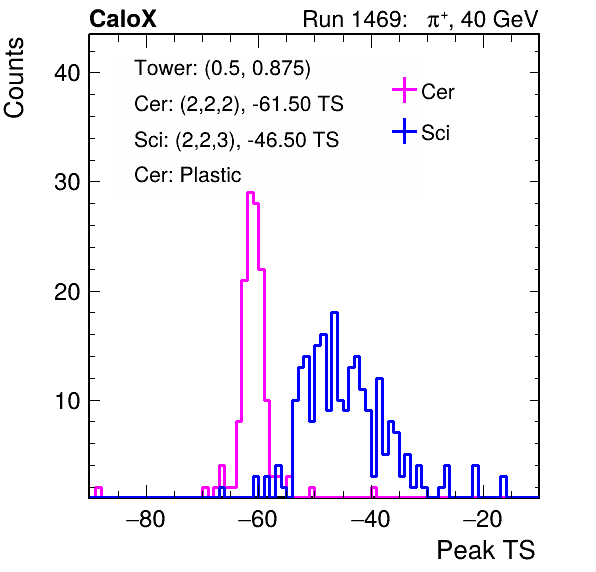 CaloX Run 1469: π⁺, 40 GeV
Counts
Tower: (0.5, 0.875)
Cer: (2,2,2), -61.50 TS
Sci: (2,2,3), -46.50 TS
Cer: Plastic
Cer
Sci
40
30
20
10
−80 −60 −40 −20
Peak TS